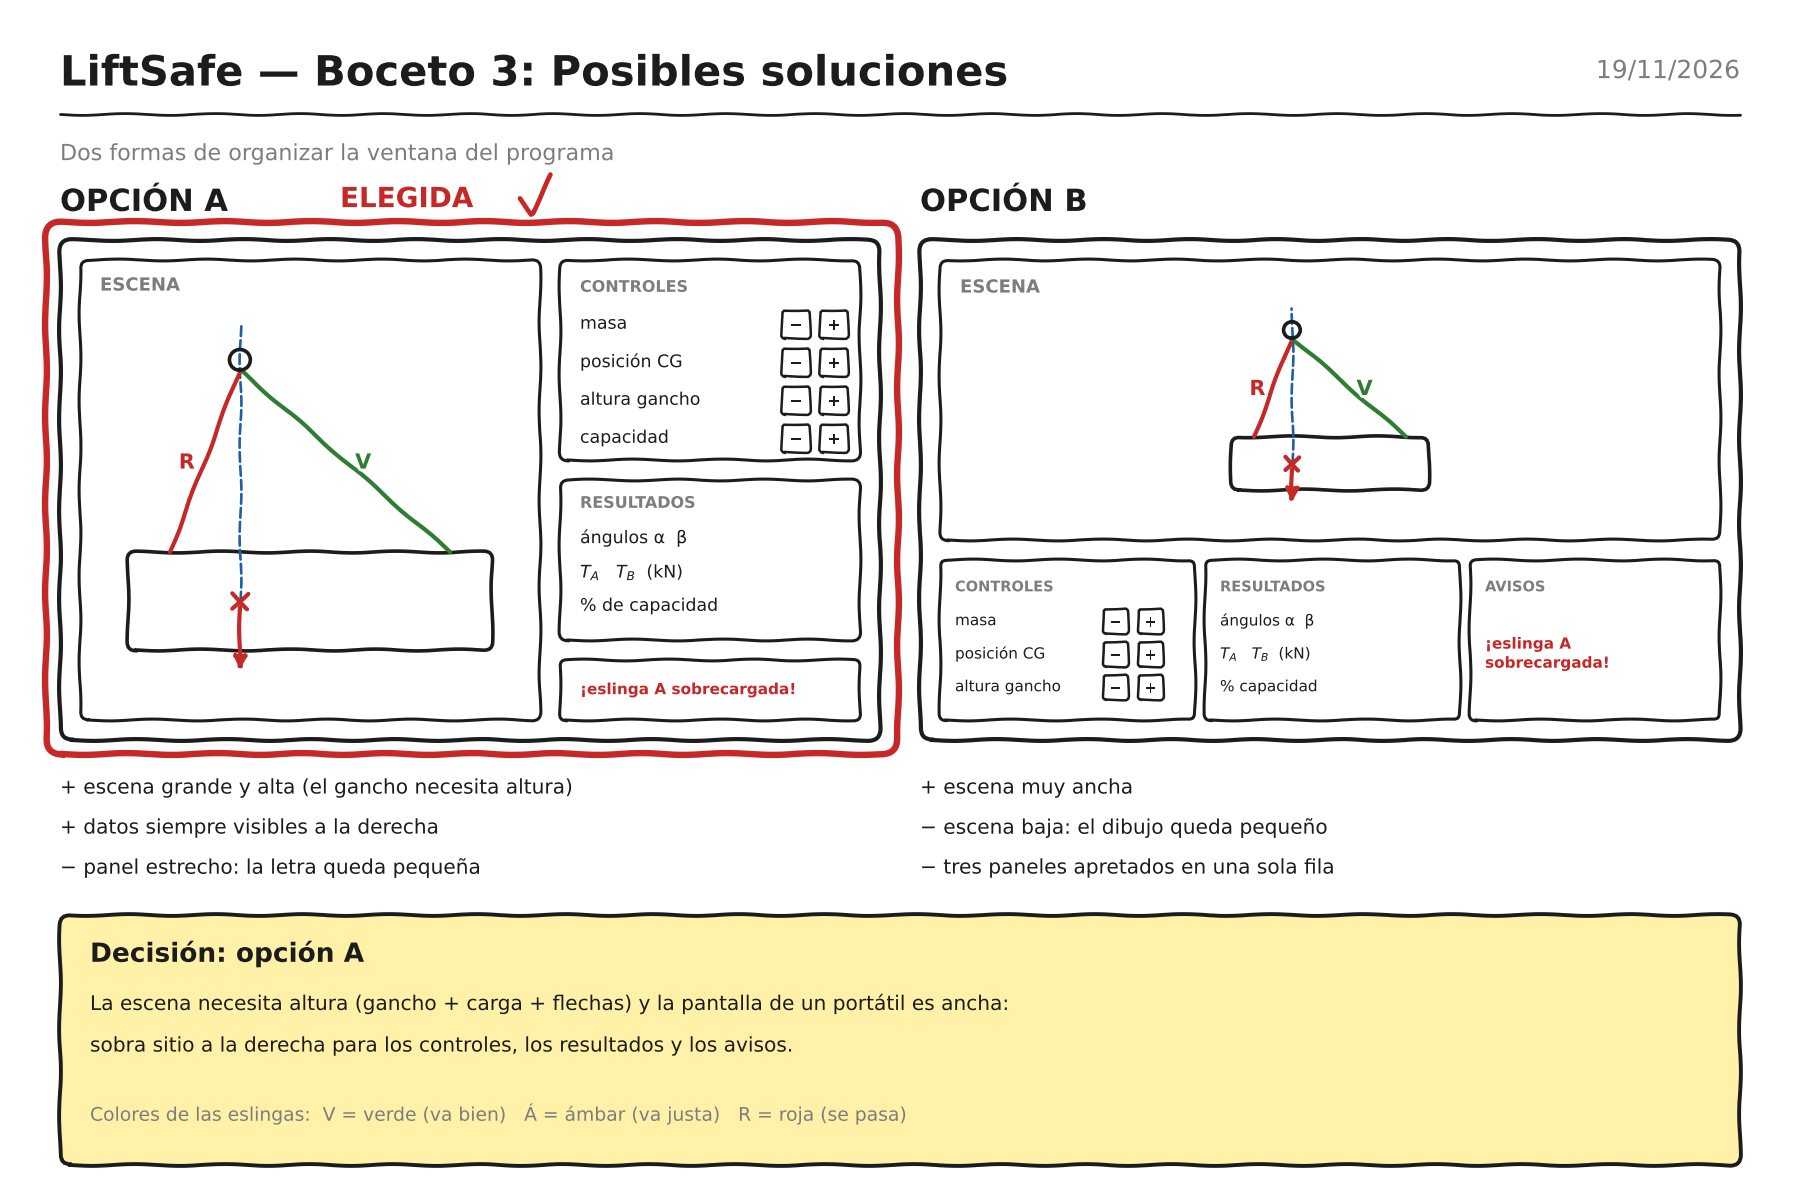 LiftSafe — Boceto 3: Posibles soluciones
19/11/2026
Dos formas de organizar la ventana del programa
OPCIÓN A
ELEGIDA
ESCENA
R
V
CONTROLES
masa − +
posición CG − +
altura gancho − +
capacidad − +
RESULTADOS
ángulos α β
T_A T_B (kN)
% de capacidad
¡eslinga A sobrecargada!
+ escena grande y alta (el gancho necesita altura)
+ datos siempre visibles a la derecha
− panel estrecho: la letra queda pequeña
OPCIÓN B
ESCENA
R
V
CONTROLES
masa − +
posición CG − +
altura gancho − +
RESULTADOS
ángulos α β
T_A T_B (kN)
% capacidad
AVISOS
¡eslinga A
sobrecargada!
+ escena muy ancha
− escena baja: el dibujo queda pequeño
− tres paneles apretados en una sola fila
Decisión: opción A
La escena necesita altura (gancho + carga + flechas) y la pantalla de un portátil es ancha:
sobra sitio a la derecha para los controles, los resultados y los avisos.
Colores de las eslingas: V = verde (va bien) Á = ámbar (va justa) R = roja (se pasa)